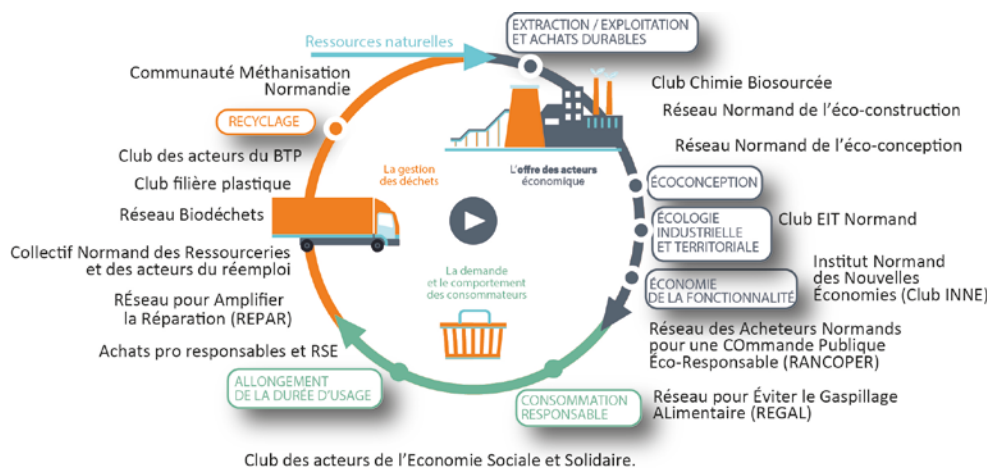 Ressources naturelles
EXTRACTION / EXPLOITATION
ET ACHATS DURABLES
Communauté Méthanisation
Normandie
Club Chimie Biosourcée
Réseau Normand de l'éco-construction
RECYCLAGE
Réseau Normand de l'éco-conception
Club des acteurs du BTP
La gestion
des déchets
L'offre des acteurs
économique
Club filière plastique
ÉCOCONCEPTION
Réseau Biodéchets
ÉCOLOGIE
INDUSTRIELLE
ET TERRITORIALE
Club EIT Normand
Collectif Normand des Ressourceries
et des acteurs du réemploi
La demande
et le comportement
des consommateurs
ÉCONOMIE
DE LA FONCTIONNALITÉ
Institut Normand
des Nouvelles
Économies (Club INNE)
RÉseau pour Amplifier
la Réparation (REPAR)
Réseau des Acheteurs Normands
pour une COmmande Publique
Éco-Responsable (RANCOPER)
Achats pro responsables et RSE
ALLONGEMENT
DE LA DURÉE D'USAGE
CONSOMMATION
RESPONSABLE
Réseau pour Éviter le Gaspillage
ALimentaire (REGAL)
Club des acteurs de l'Economie Sociale et Solidaire.